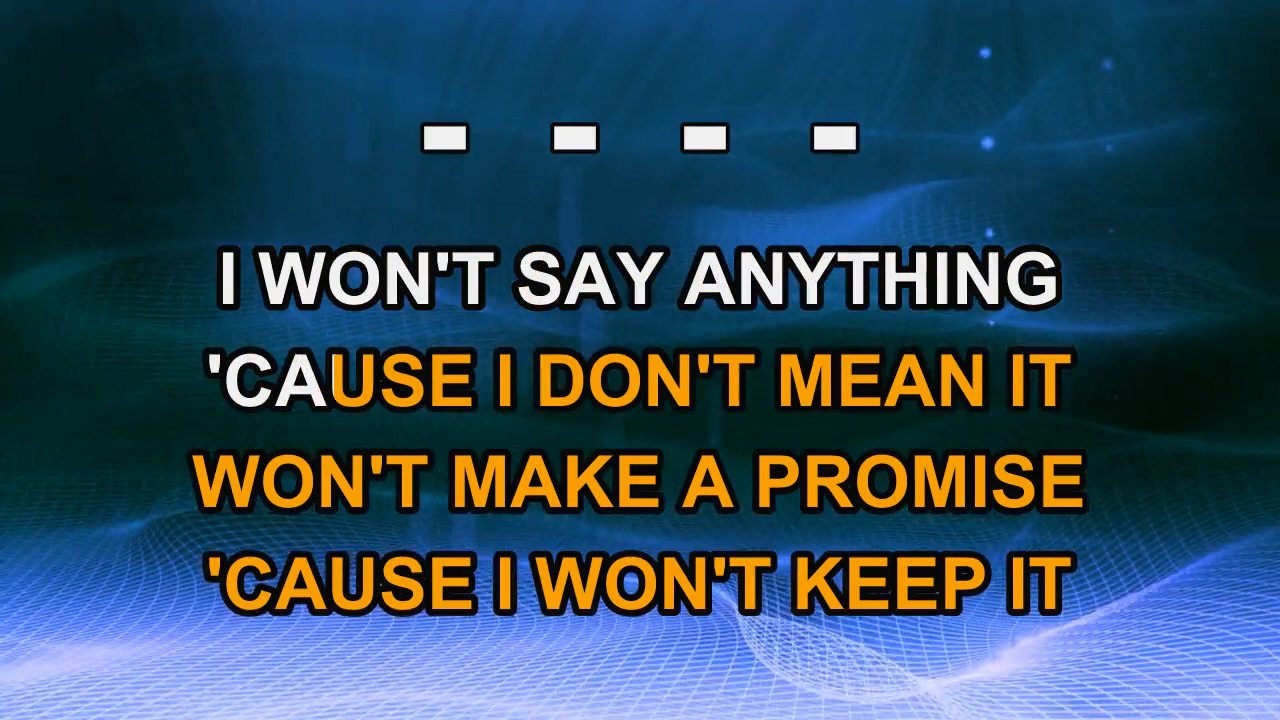 - - - -
I WON'T SAY ANYTHING
'CAUSE I DON'T MEAN IT
WON'T MAKE A PROMISE
'CAUSE I WON'T KEEP IT